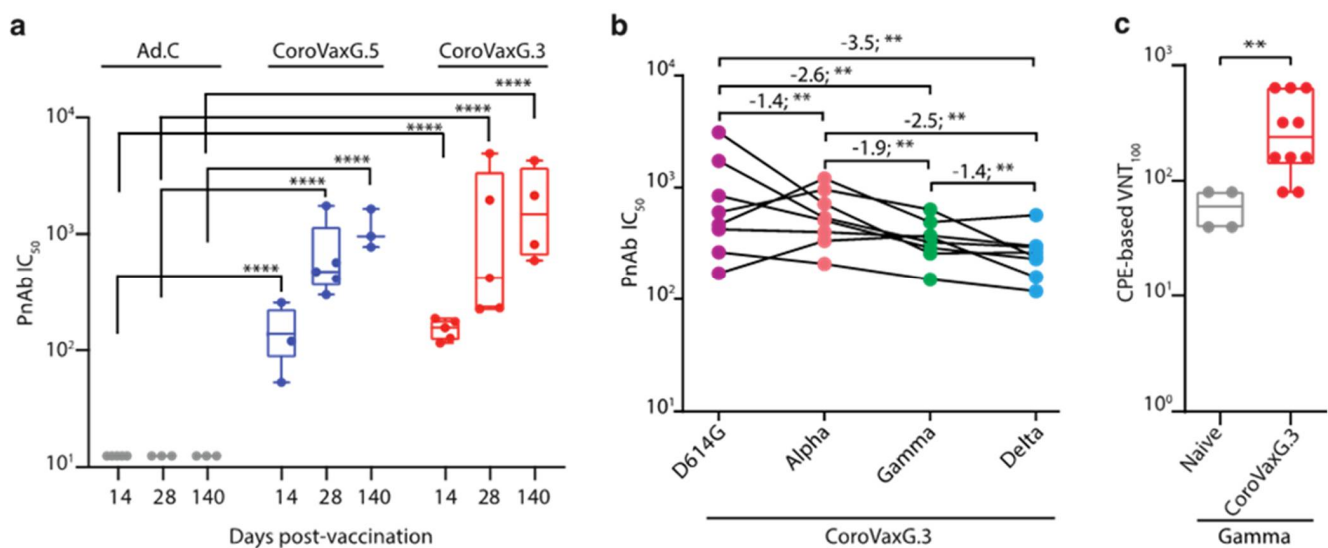 a
Ad.C CoroVaxG.5 CoroVaxG.3
****
****
****
****
****
****
10⁴
10³
10²
10¹
PnAb IC₅₀
14 28 140 14 28 140 14 28 140
Days post-vaccination
b
-3.5; **
-2.6; **
-1.4; **
-2.5; **
-1.9; **
-1.4; **
10⁴
10³
10²
10¹
PnAb IC₅₀
D614G Alpha Gamma Delta
CoroVaxG.3
c
**
10³
10²
10¹
10⁰
CPE-based VNT₁₀₀
Naive CoroVaxG.3
Gamma